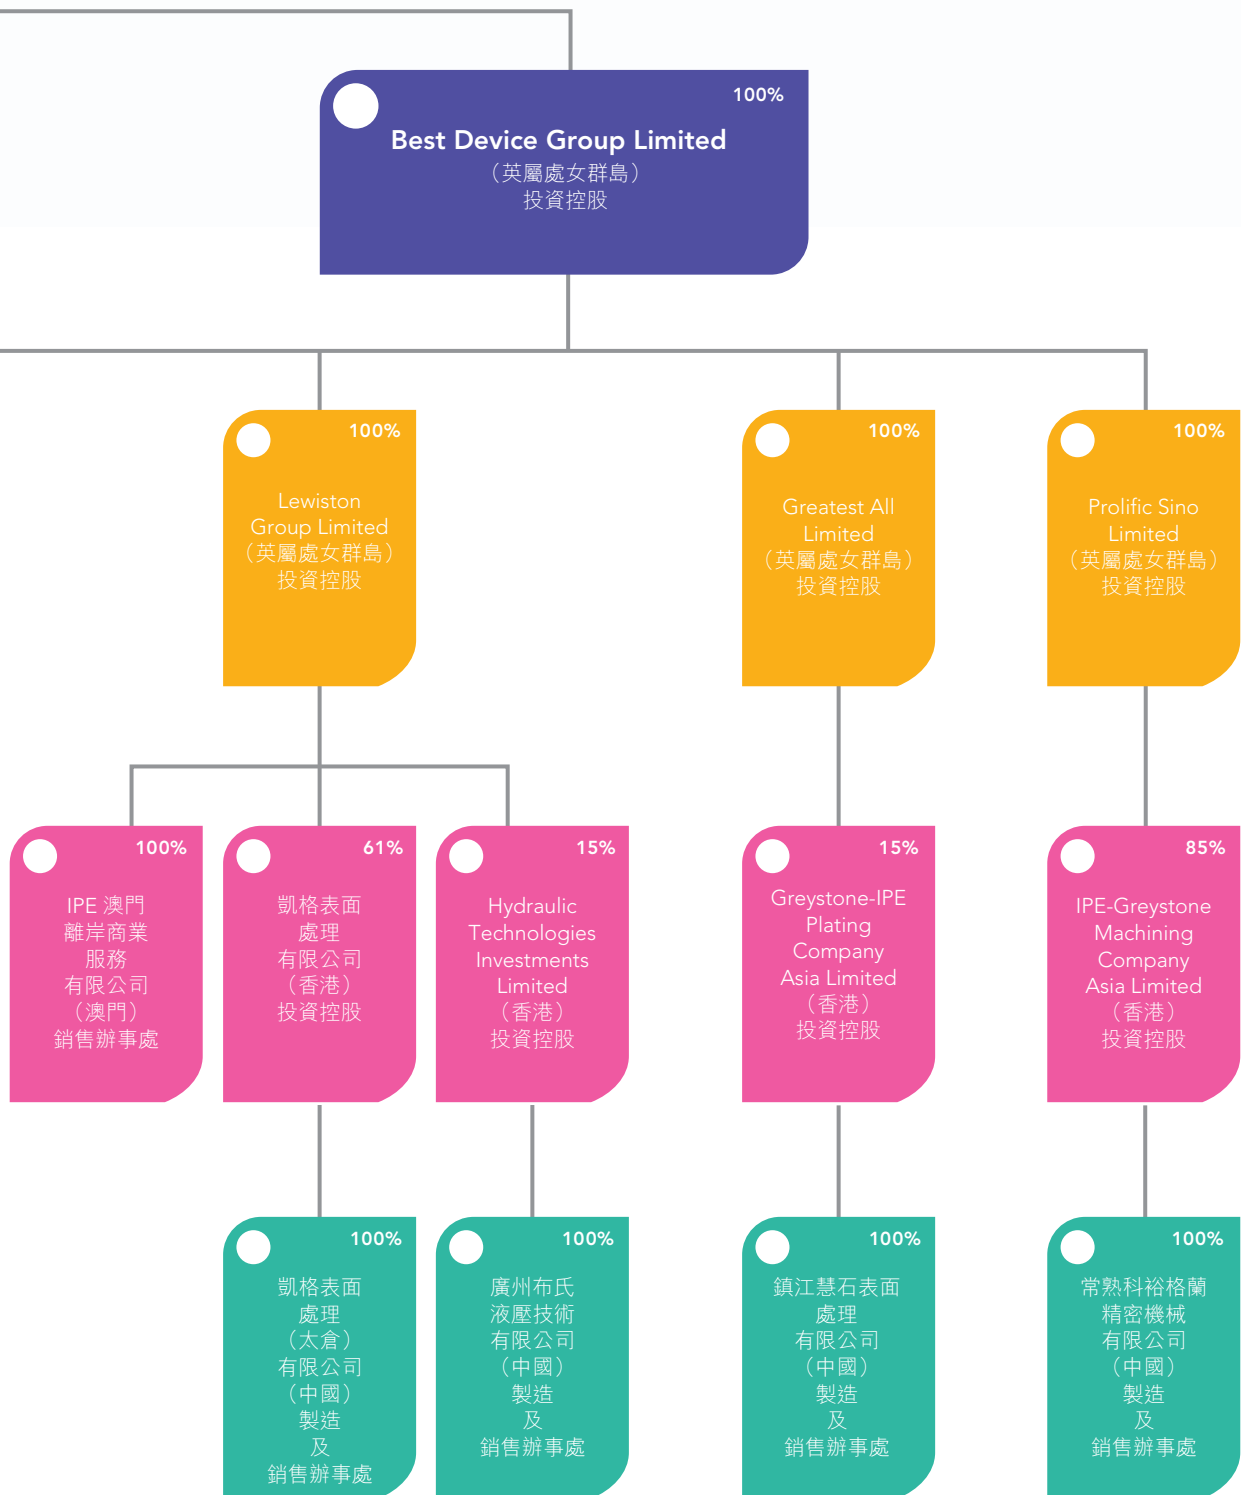 100%
Best Device Group Limited
（英屬處女群島）
投資控股
100%
Lewiston
Group Limited
（英屬處女群島）
投資控股
100%
Greatest All
Limited
（英屬處女群島）
投資控股
100%
Prolific Sino
Limited
（英屬處女群島）
投資控股
100%
IPE 澳門
離岸商業
服務
有限公司
（澳門）
銷售辦事處
61%
凱格表面
處理
有限公司
（香港）
投資控股
15%
Hydraulic
Technologies
Investments
Limited
（香港）
投資控股
15%
Greystone-IPE
Plating
Company
Asia Limited
（香港）
投資控股
85%
IPE-Greystone
Machining
Company
Asia Limited
（香港）
投資控股
100%
凱格表面
處理
（太倉）
有限公司
（中國）
製造
及
銷售辦事處
100%
廣州布氏
液壓技術
有限公司
（中國）
製造
及
銷售辦事處
100%
鎮江慧石表面
處理
有限公司
（中國）
製造
及
銷售辦事處
100%
常熟科裕格蘭
精密機械
有限公司
（中國）
製造
及
銷售辦事處